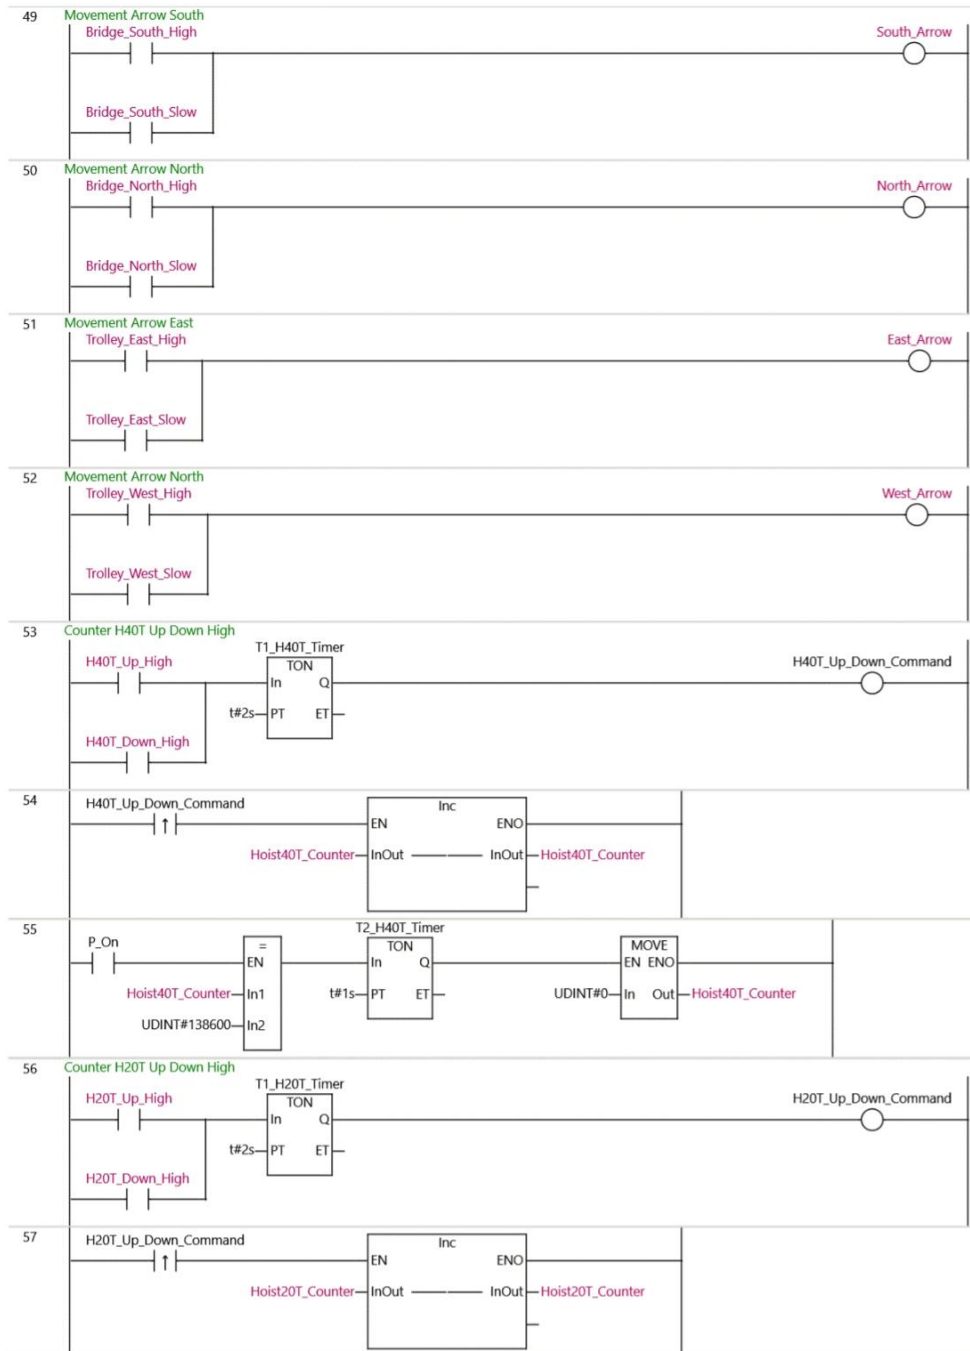 49 Movement Arrow South
Bridge_South_High South_Arrow
Bridge_South_Slow
50 Movement Arrow North
Bridge_North_High North_Arrow
Bridge_North_Slow
51 Movement Arrow East
Trolley_East_High East_Arrow
Trolley_East_Slow
52 Movement Arrow North
Trolley_West_High West_Arrow
Trolley_West_Slow
53 Counter H40T Up Down High
T1_H40T_Timer
H40T_Up_High TON H40T_Up_Down_Command
In Q
t#2s PT ET
H40T_Down_High
54 H40T_Up_Down_Command Inc
EN ENO
Hoist40T_Counter InOut InOut Hoist40T_Counter
55 T2_H40T_Timer
P_On = TON MOVE
EN In Q EN ENO
Hoist40T_Counter In1 t#1s PT ET UDINT#0 In Out Hoist40T_Counter
UDINT#138600 In2
56 Counter H20T Up Down High
T1_H20T_Timer
H20T_Up_High TON H20T_Up_Down_Command
In Q
t#2s PT ET
H20T_Down_High
57 H20T_Up_Down_Command Inc
EN ENO
Hoist20T_Counter InOut InOut Hoist20T_Counter